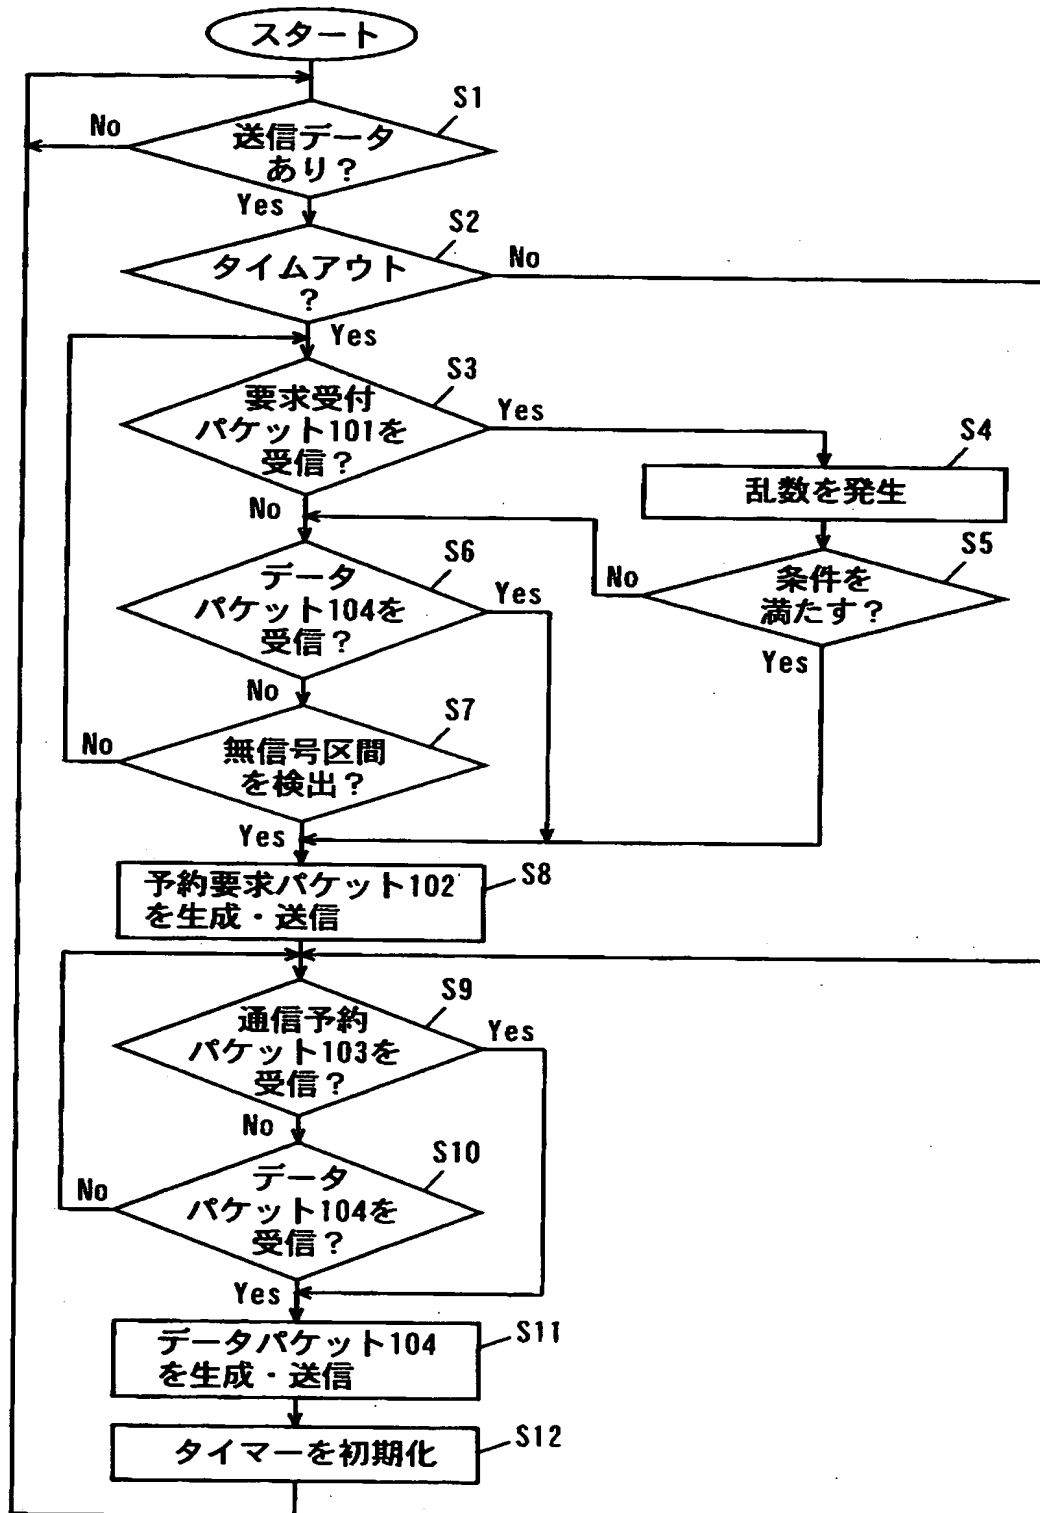 スタート
S1
No
送信データ
あり？
Yes
S2
タイムアウト
？
No
Yes
S3
要求受付
パケット101を
受信？
Yes
S4
乱数を発生
No
S6
S5
データ
パケット104を
受信？
Yes
No
条件を
満たす？
Yes
No
S7
No
無信号区間
を検出？
Yes
S8
予約要求パケット102
を生成・送信
S9
通信予約
パケット103を
受信？
Yes
No
S10
No
データ
パケット104を
受信？
Yes
S11
データパケット104
を生成・送信
S12
タイマーを初期化